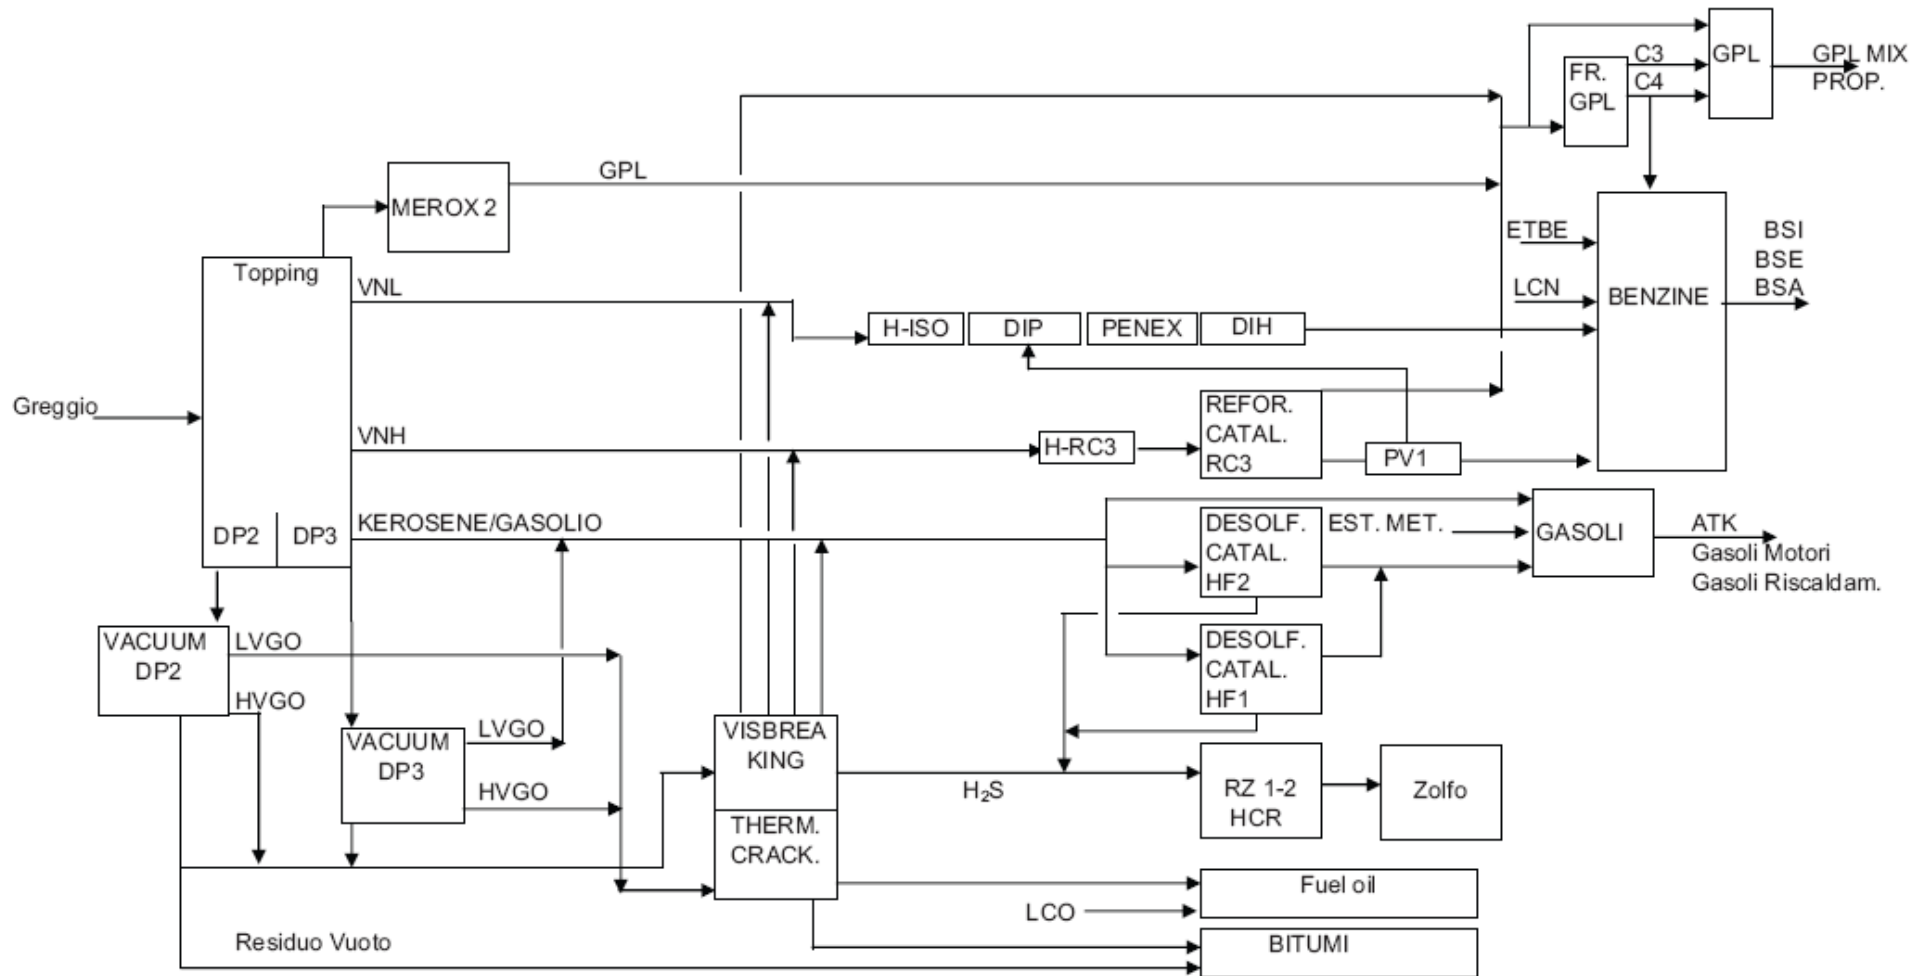 GPL
GPL MIX
PROP.
C3
C4
FR.
GPL
GPL
MEROX 2
Topping
VNL
ETBE
LCN
BENZINE
BSI
BSE
BSA
H-ISO
DIP
PENEX
DIH
Greggio
VNH
H-RC3
REFOR.
CATAL.
RC3
PV1
DP2
DP3
KEROSENE/GASOLIO
DESOLF.
CATAL.
HF2
EST. MET.
GASOLI
ATK
Gasoli Motori
Gasoli Riscaldam.
VACUUM
DP2
LVGO
HVGO
DESOLF.
CATAL.
HF1
VACUUM
DP3
LVGO
HVGO
VISBREA
KING
THERM.
CRACK.
H₂S
RZ 1-2
HCR
Zolfo
Fuel oil
LCO
BITUMI
Residuo Vuoto